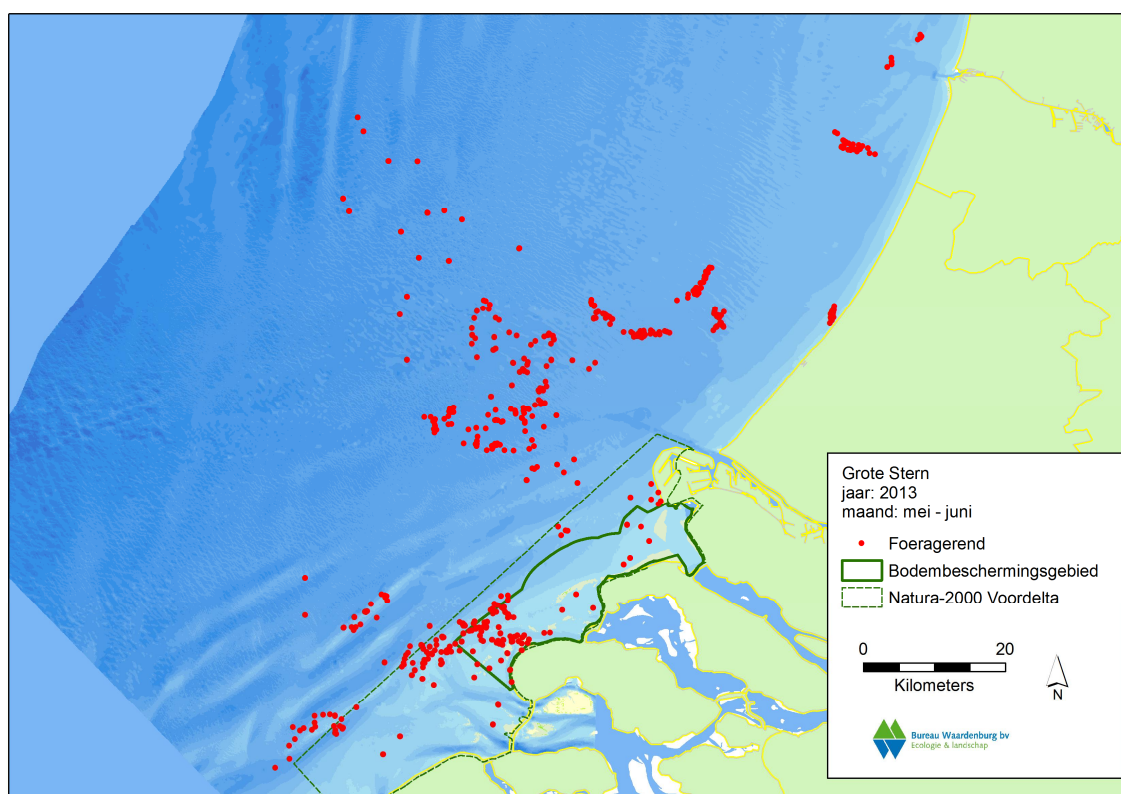 Grote Stern
jaar: 2013
maand: mei - juni
Foeragerend
Bodembeschermingsgebied
Natura-2000 Voordelta
0 20
Kilometers
N
Bureau Waardenburg bv
Ecologie & landschap